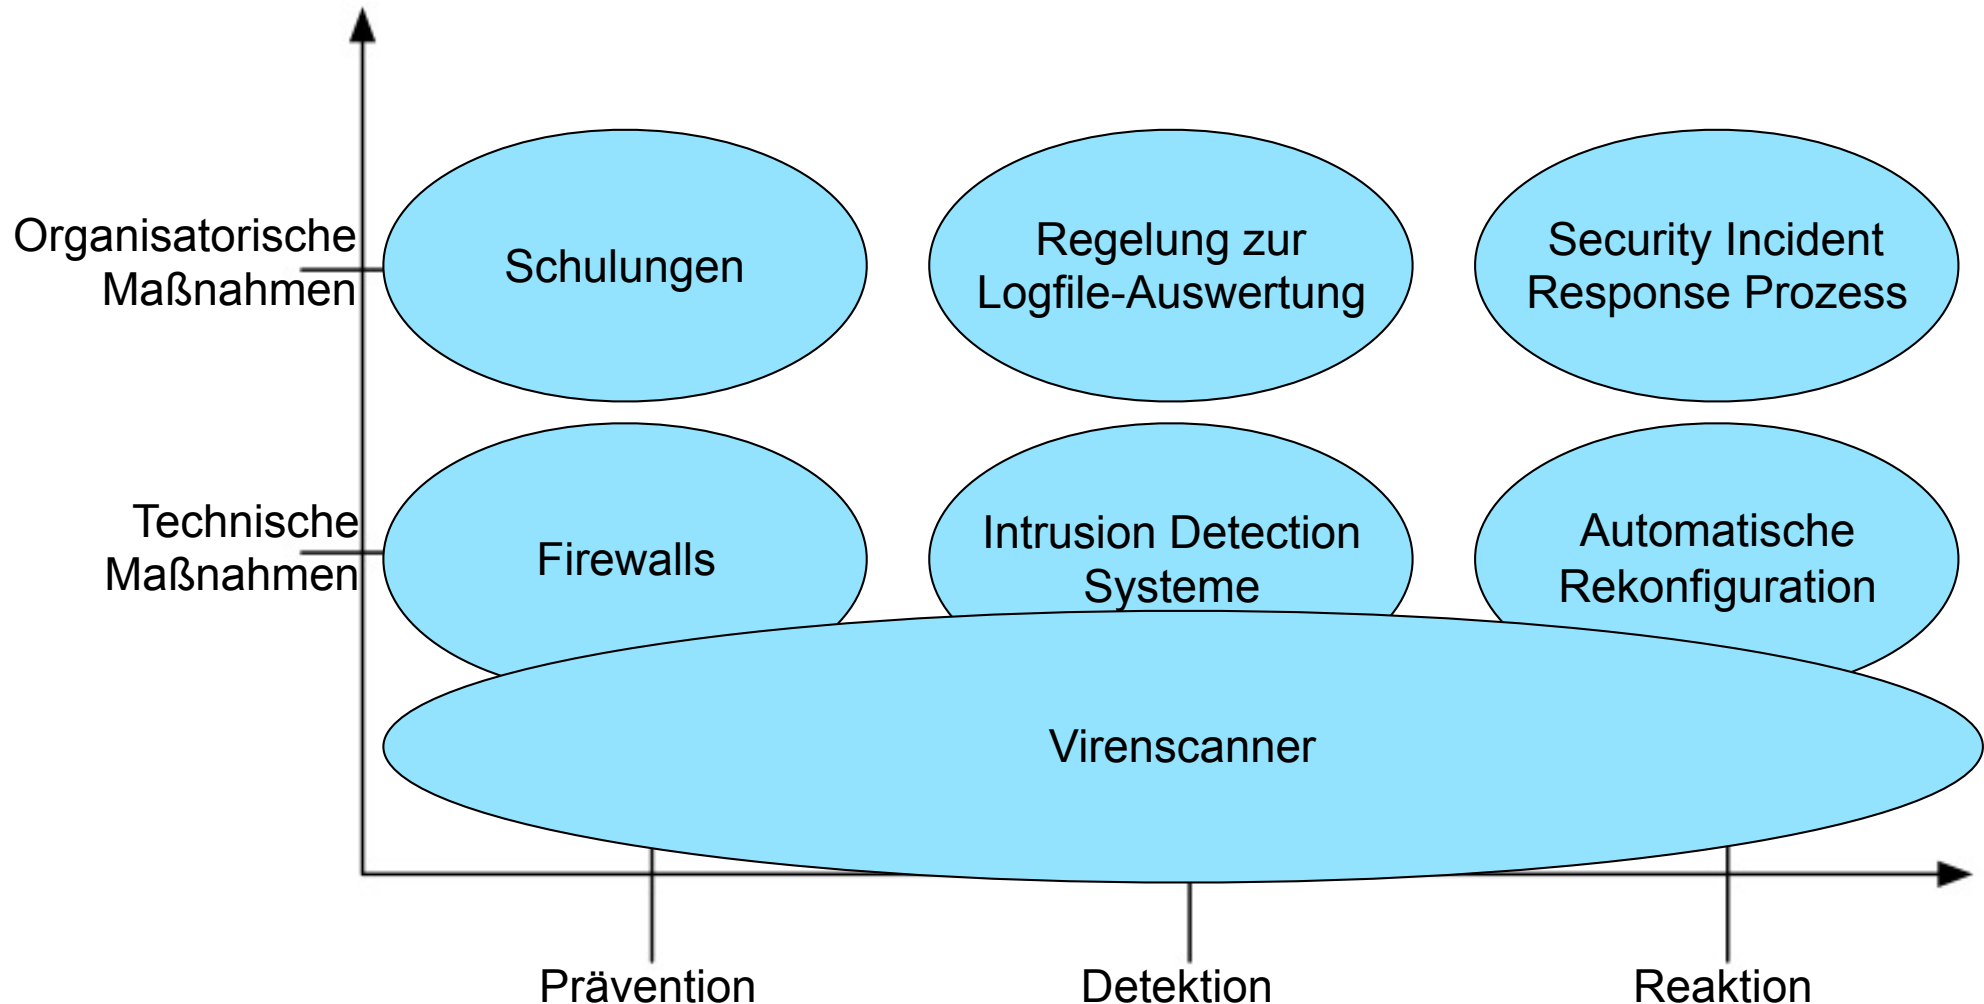 Organisatorische
Maßnahmen
Schulungen
Regelung zur
Logfile-Auswertung
Security Incident
Response Prozess
Technische
Maßnahmen
Firewalls
Intrusion Detection
Systeme
Automatische
Rekonfiguration
Virenscanner
Prävention
Detektion
Reaktion